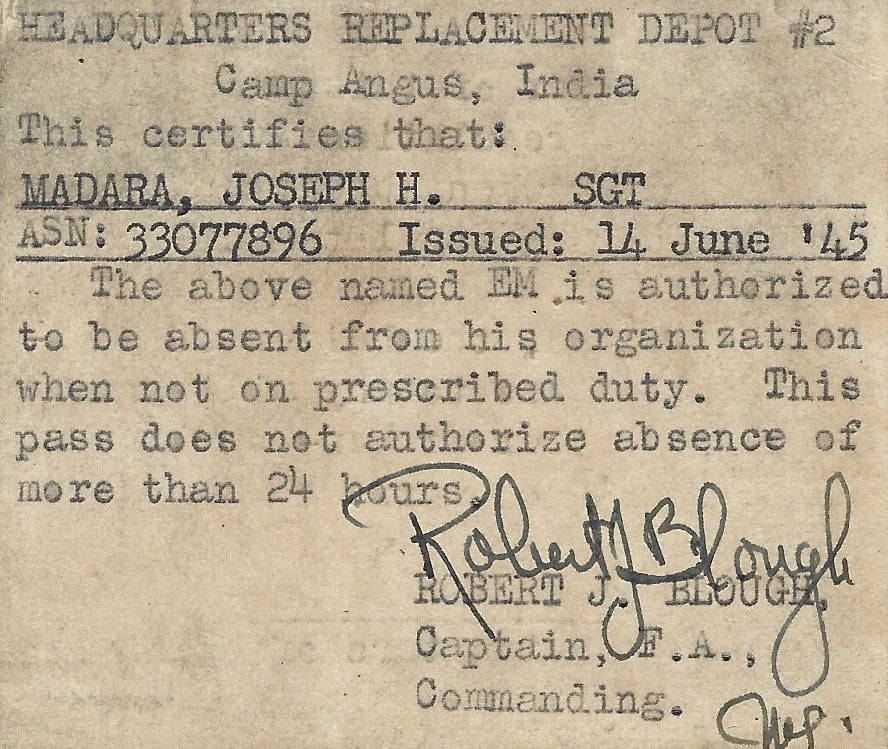 HEADQUARTERS REPLACEMENT DEPOT #2
Camp Angus, India
This certifies that:
MADARA, JOSEPH H. SGT
ASN: 33077896 Issued: 14 June '45
The above named EM is authorized
to be absent from his organization
when not on prescribed duty. This
pass does not authorize absence of
more than 24 hours.
Robert J Blough
ROBERT J. BLOUGH,
Captain, F.A.,
Commanding.